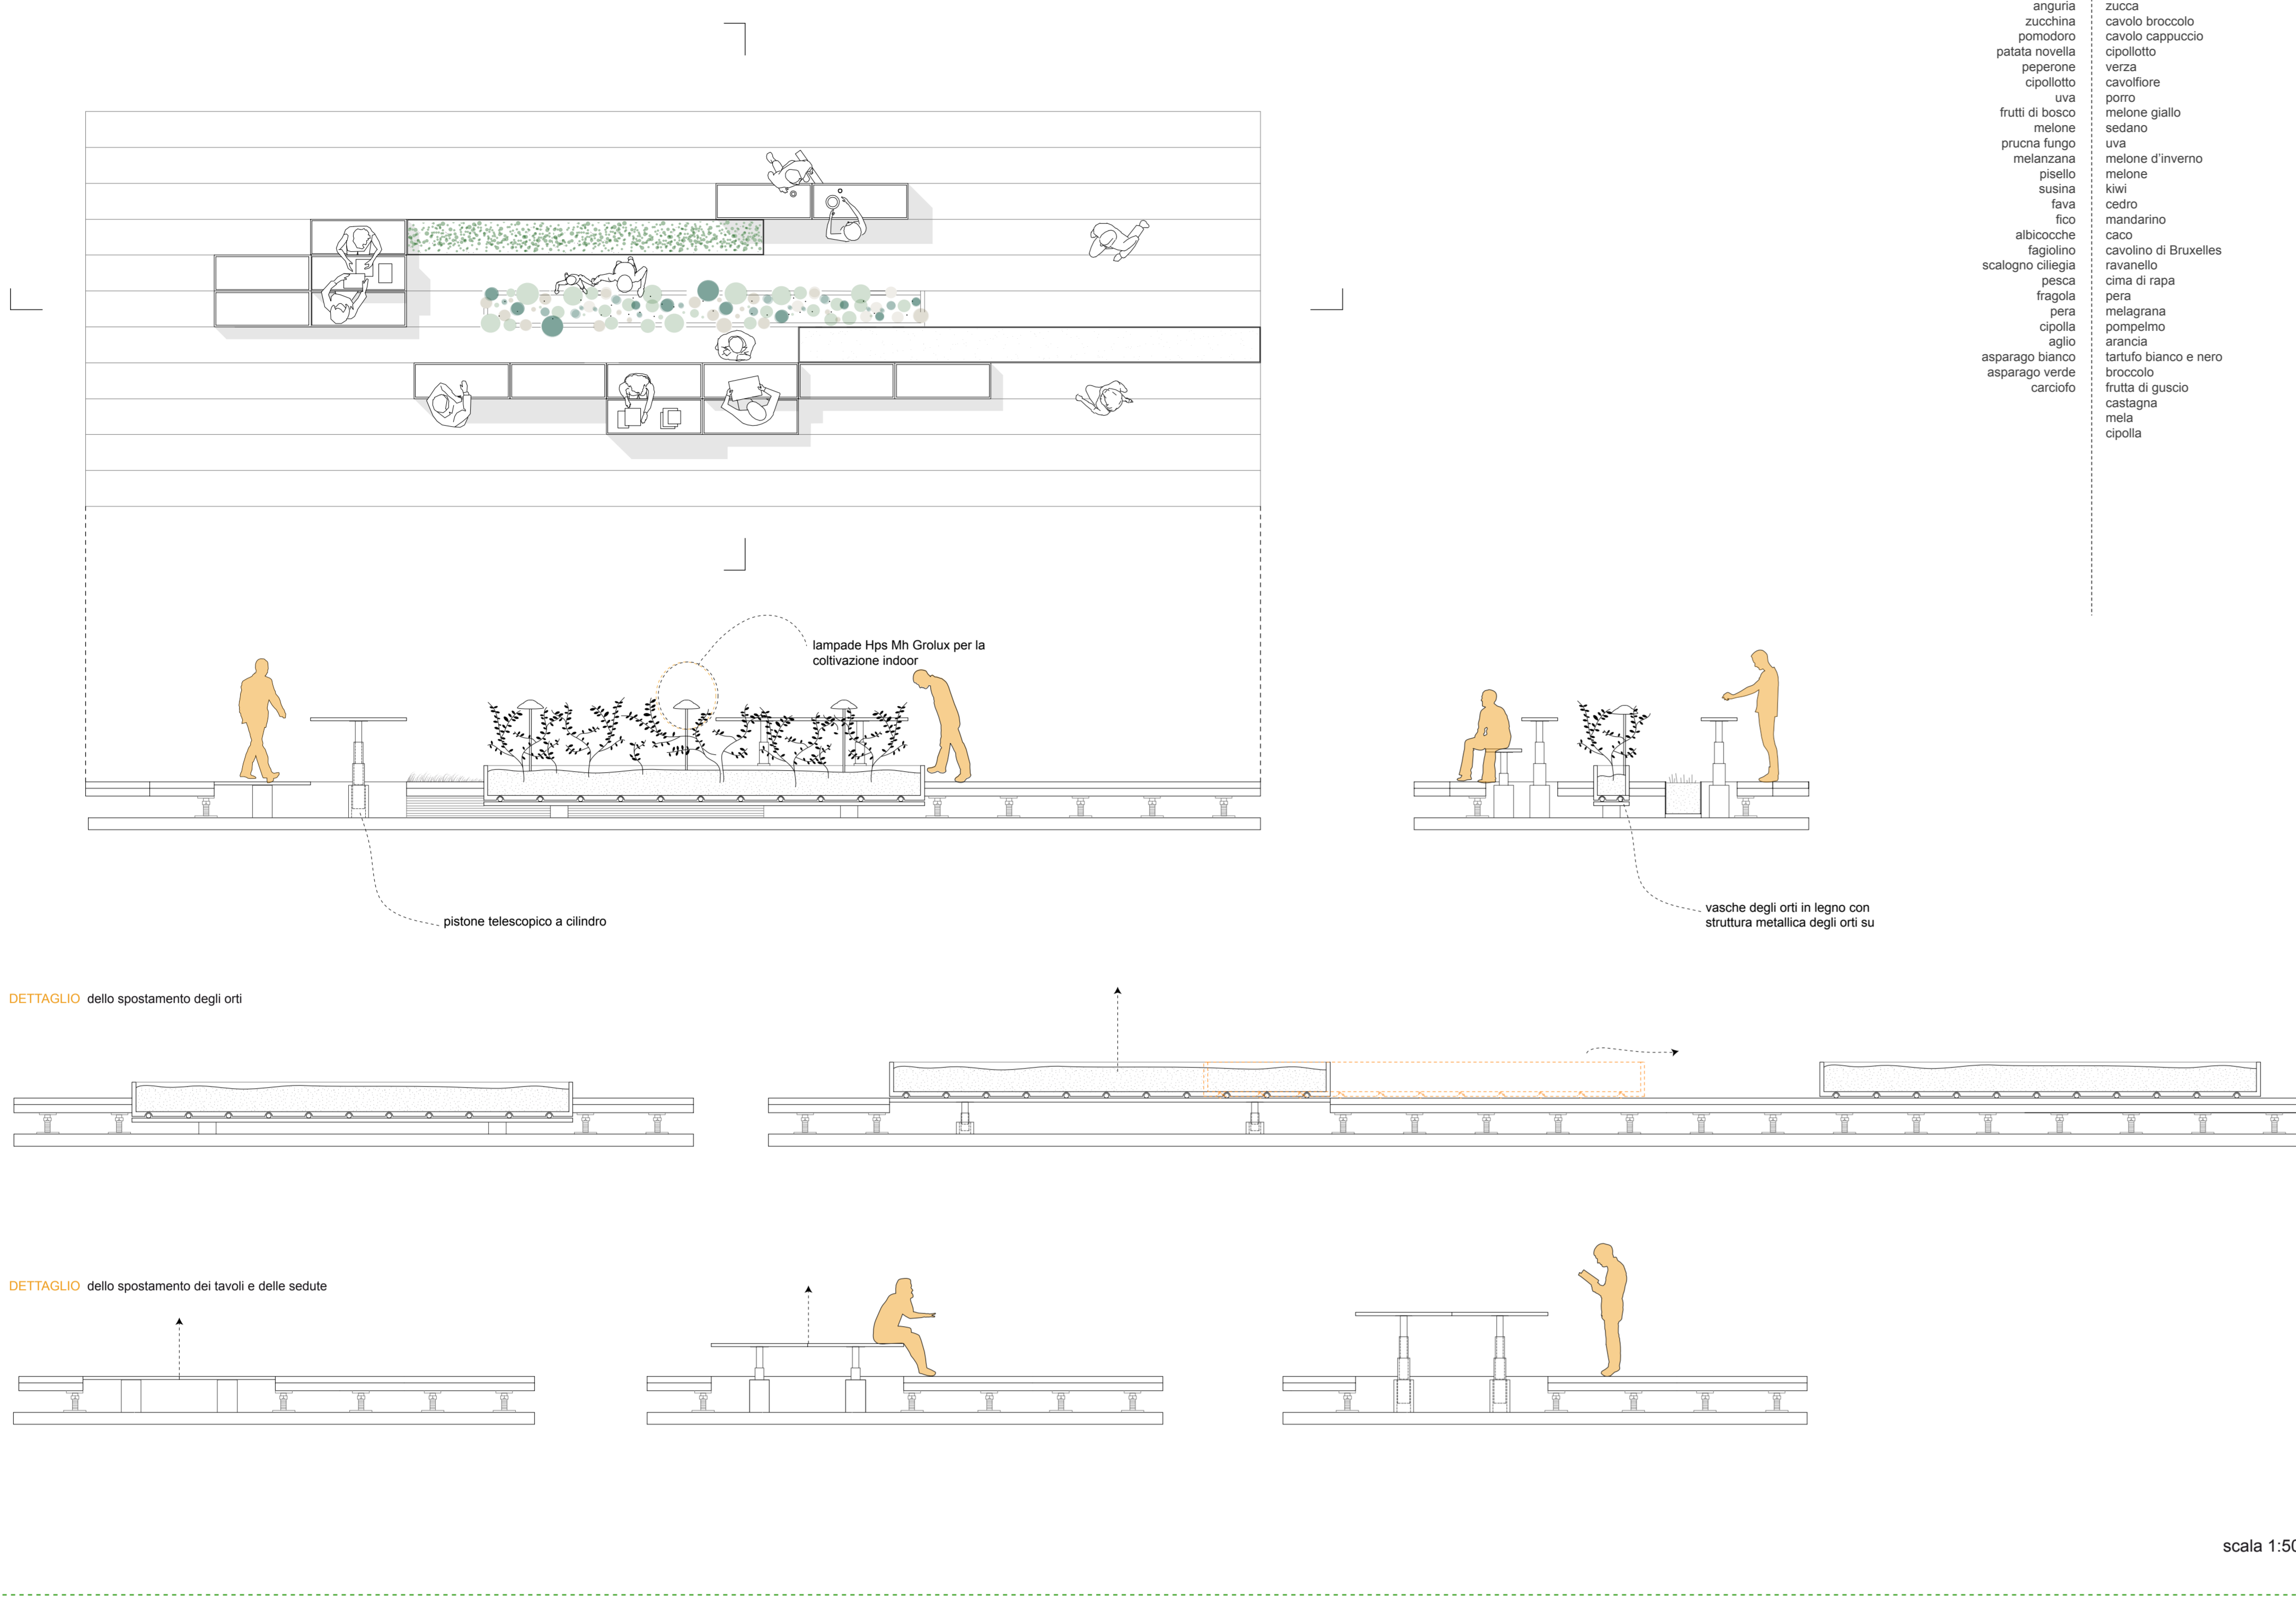 anguria
zucchina
pomodoro
patata novella
peperone
cipollotto
uva
frutti di bosco
melone
prucna fungo
melanzana
pisello
susina
fava
fico
albicocche
fagiolino
scalogno ciliegia
pesca
fragola
pera
cipolla
aglio
asparago bianco
asparago verde
carciofo
zucca
cavolo broccolo
cavolo cappuccio
cipollotto
verza
cavolfiore
porro
melone giallo
sedano
uva
melone d'inverno
melone
kiwi
cedro
mandarino
caco
cavolino di Bruxelles
ravanello
cima di rapa
pera
melagrana
pompelmo
arancia
tartufo bianco e nero
broccolo
frutta di guscio
castagna
mela
cipolla
lampade Hps Mh Grolux per la
coltivazione indoor
pistone telescopico a cilindro
vasche degli orti in legno con
struttura metallica degli orti su
DETTAGLIO dello spostamento degli orti
DETTAGLIO dello spostamento dei tavoli e delle sedute
scala 1:50